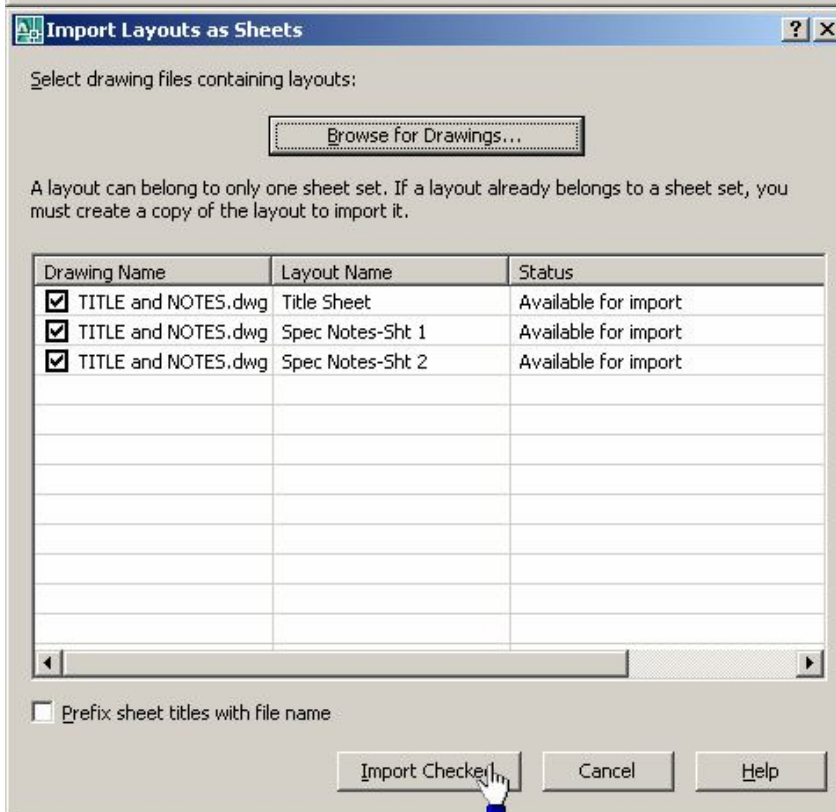 Import Layouts as Sheets
Select drawing files containing layouts:
Browse for Drawings...
A layout can belong to only one sheet set. If a layout already belongs to a sheet set, you
must create a copy of the layout to import it.
Drawing Name Layout Name Status
TITLE and NOTES.dwg Title Sheet Available for import
TITLE and NOTES.dwg Spec Notes-Sht 1 Available for import
TITLE and NOTES.dwg Spec Notes-Sht 2 Available for import
Prefix sheet titles with file name
Import Checked Cancel Help